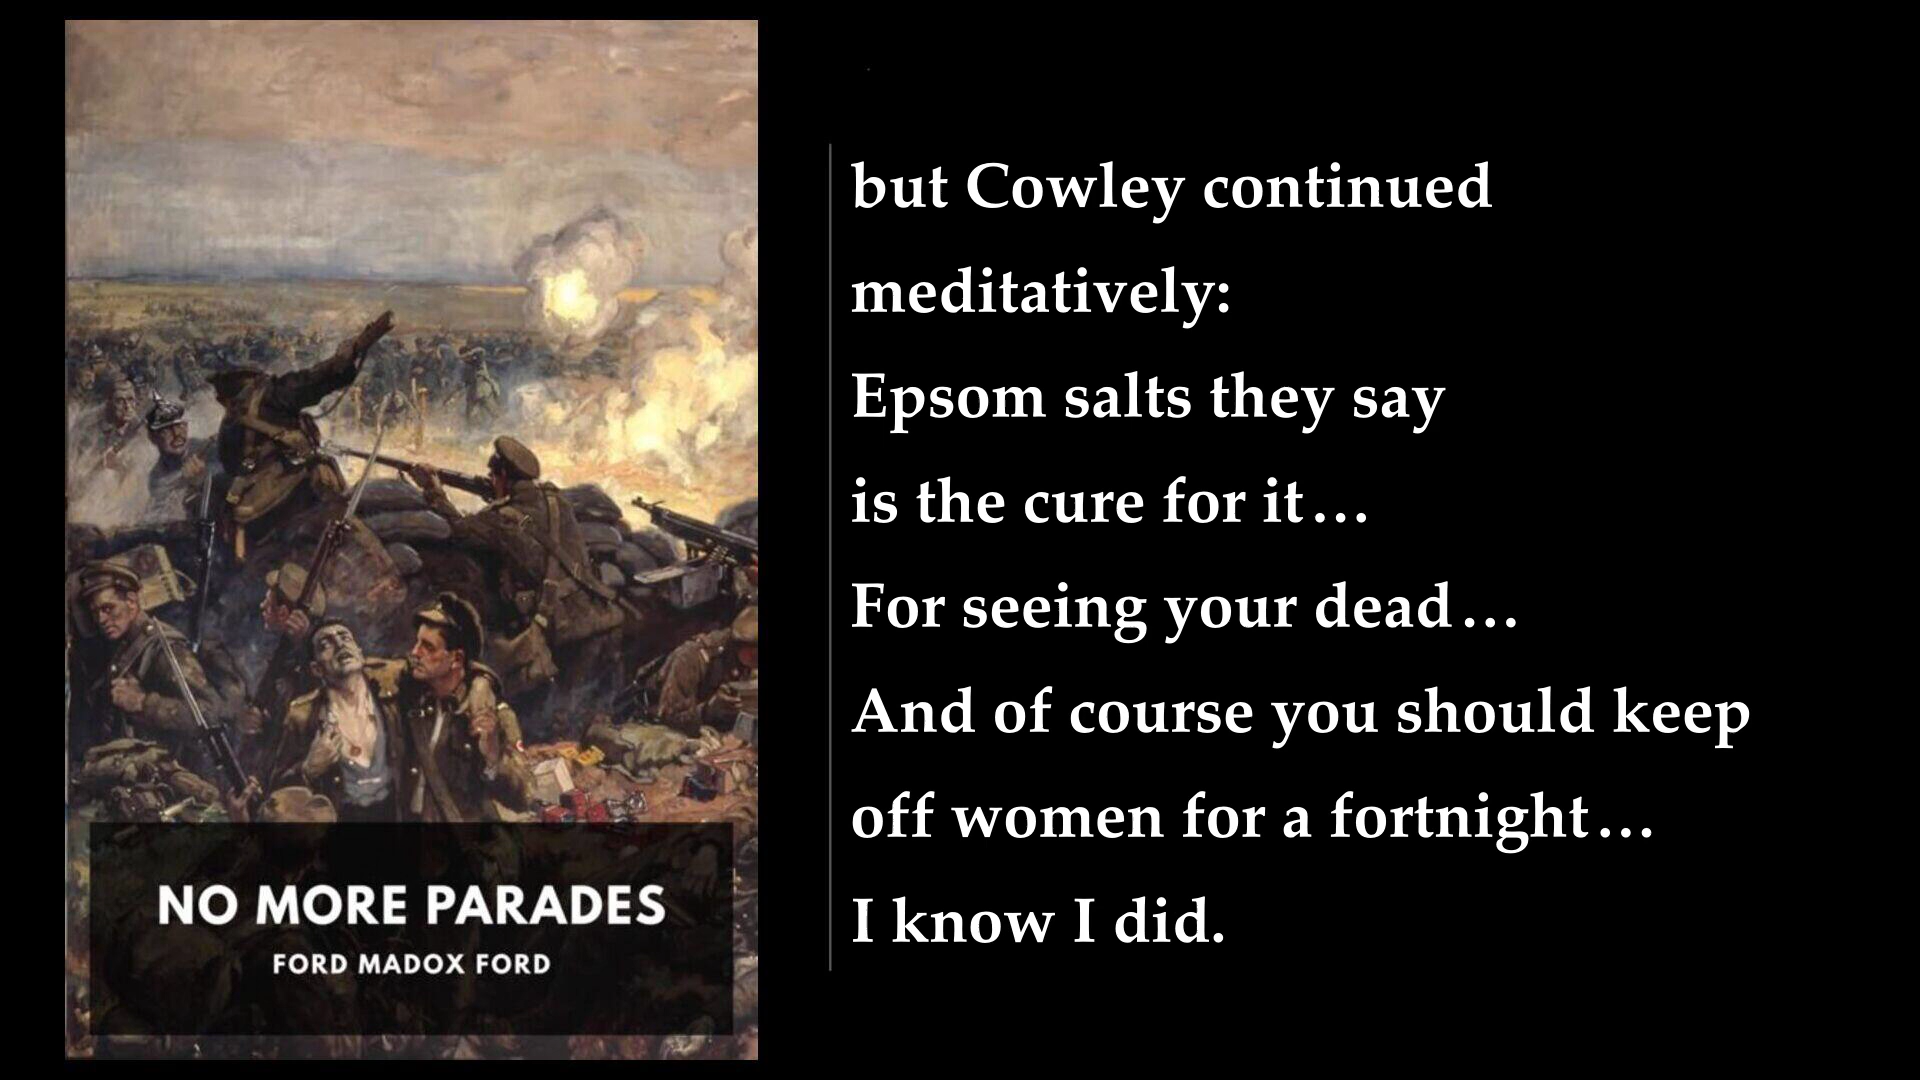 NO MORE PARADES
FORD MADOX FORD
but Cowley continued
meditatively:
Epsom salts they say
is the cure for it…
For seeing your dead…
And of course you should keep
off women for a fortnight…
I know I did.